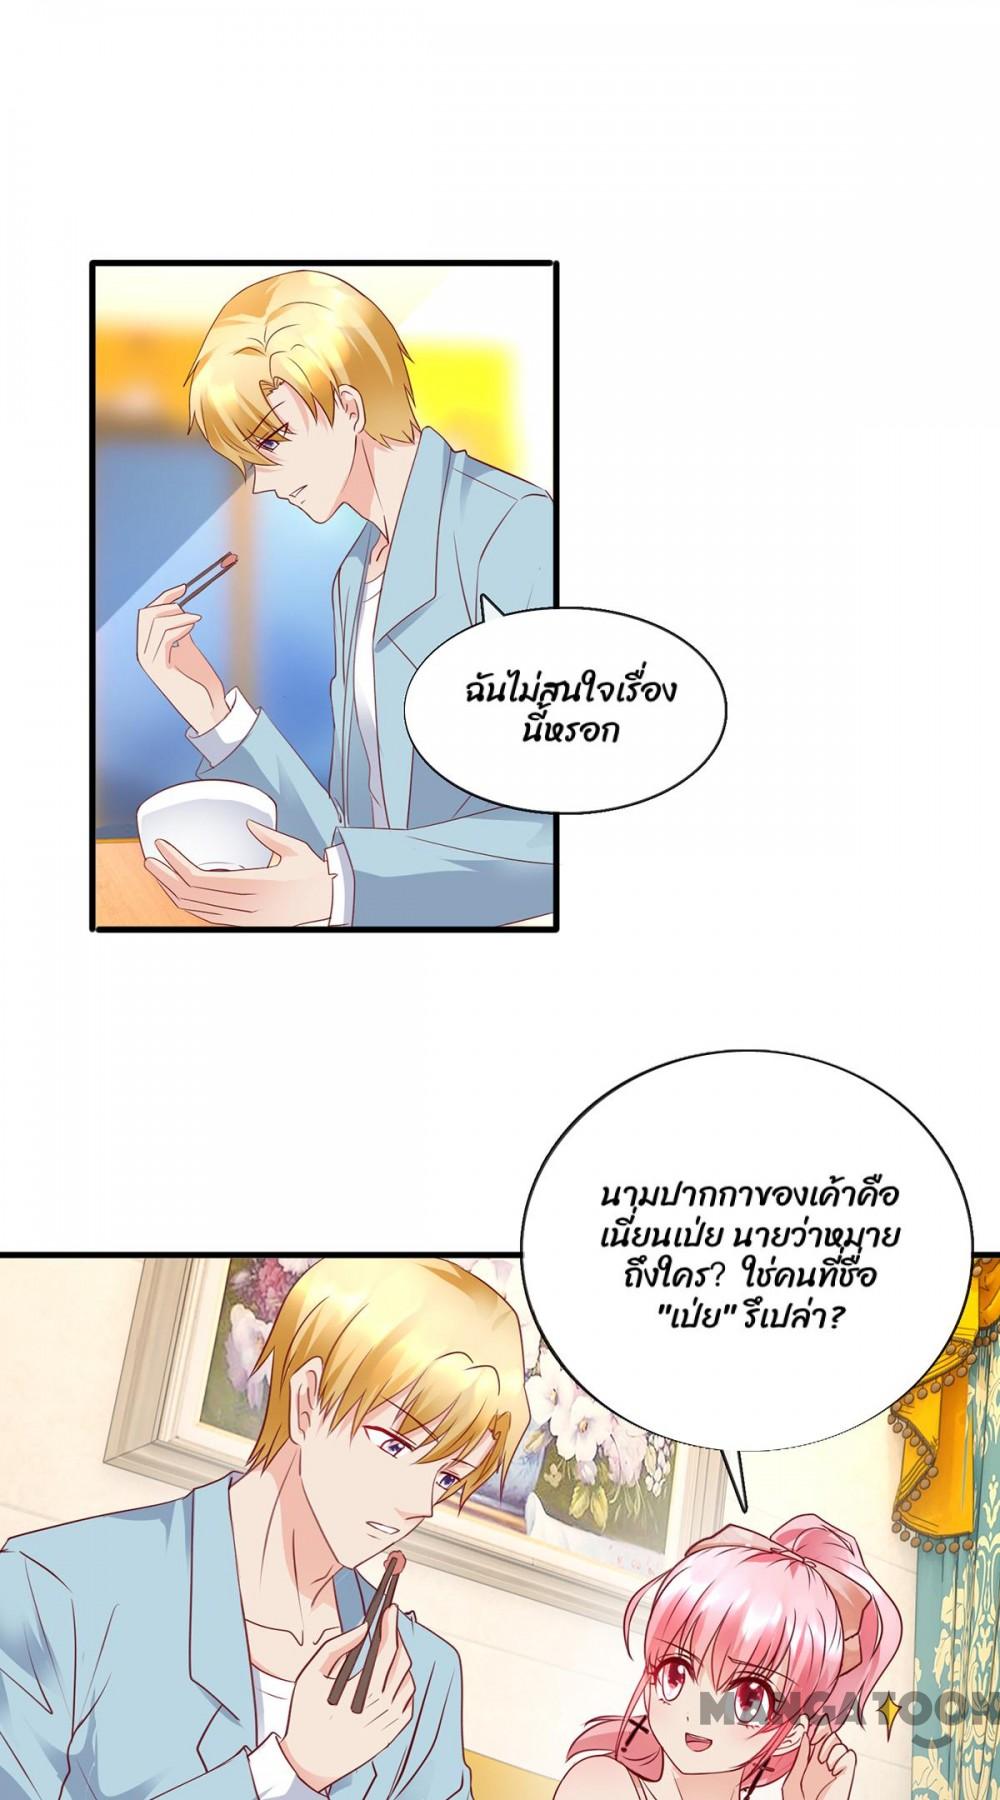 ฉันไม่สนใจเรื่อง
นี้หรอก
นามปากกาของเค้าคือ
เนี่ยนเป่ย นายว่าหมาย
ถึงใคร? ใช่คนที่ชื่อ
"เป่ย" รึเปล่า?
MANGATOON